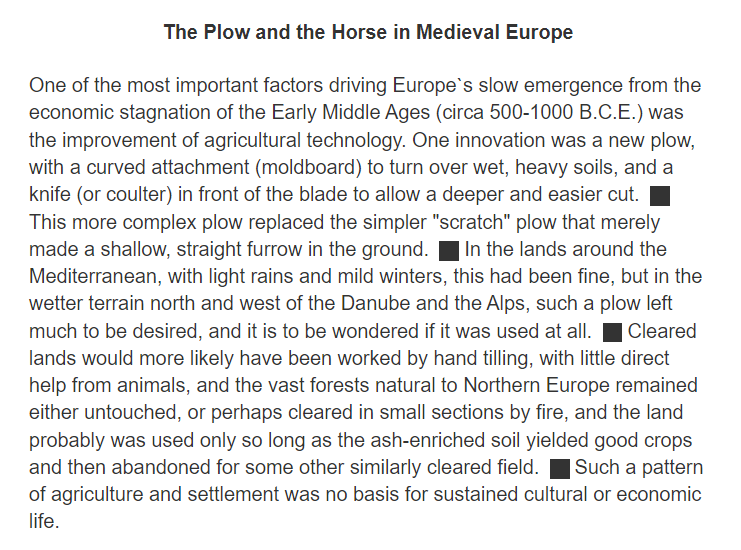 The Plow and the Horse in Medieval Europe
One of the most important factors driving Europe`s slow emergence from the
economic stagnation of the Early Middle Ages (circa 500-1000 B.C.E.) was
the improvement of agricultural technology. One innovation was a new plow,
with a curved attachment (moldboard) to turn over wet, heavy soils, and a
knife (or coulter) in front of the blade to allow a deeper and easier cut. ■
This more complex plow replaced the simpler "scratch" plow that merely
made a shallow, straight furrow in the ground. ■ In the lands around the
Mediterranean, with light rains and mild winters, this had been fine, but in the
wetter terrain north and west of the Danube and the Alps, such a plow left
much to be desired, and it is to be wondered if it was used at all. ■ Cleared
lands would more likely have been worked by hand tilling, with little direct
help from animals, and the vast forests natural to Northern Europe remained
either untouched, or perhaps cleared in small sections by fire, and the land
probably was used only so long as the ash-enriched soil yielded good crops
and then abandoned for some other similarly cleared field. ■ Such a pattern
of agriculture and settlement was no basis for sustained cultural or economic
life.